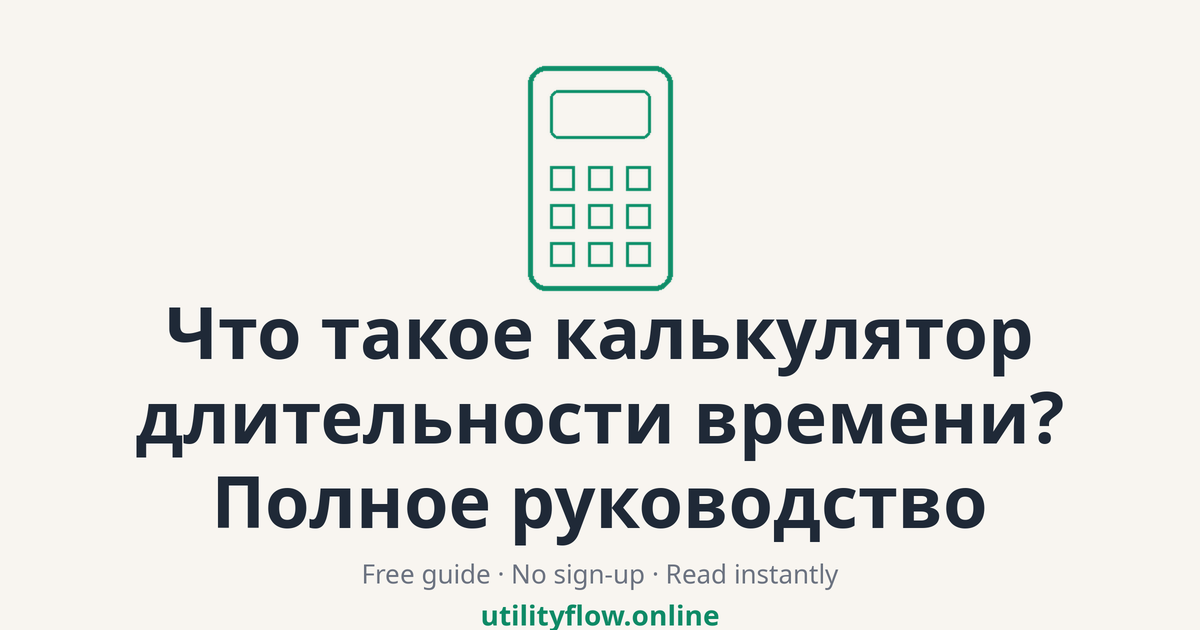 Что такое калькулятор
длительности времени?
Полное руководство
Free guide · No sign-up · Read instantly
utilityflow.online